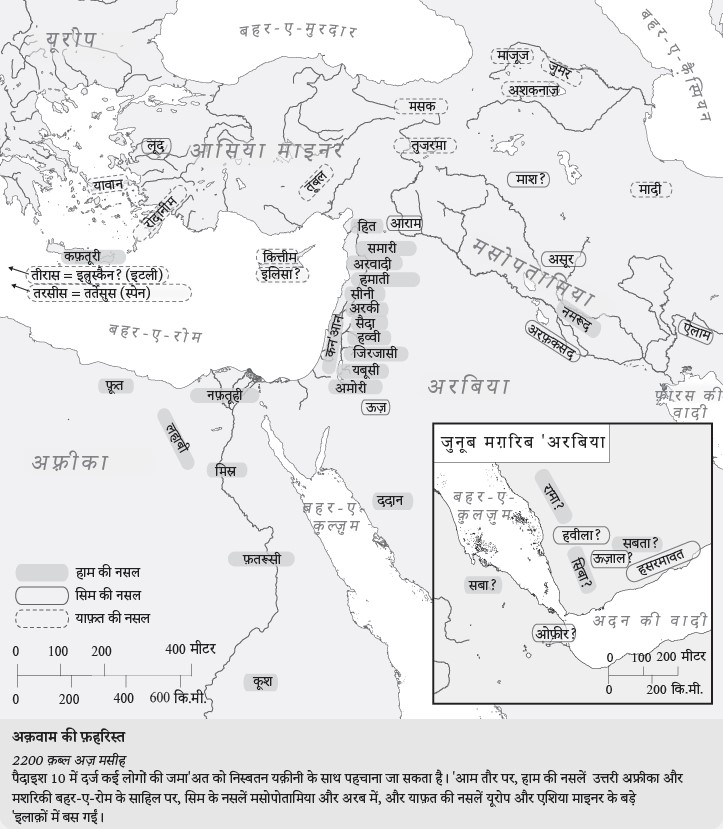 यूरोप
बहर-ए-मुरदार
बहर-ए-कैस्पियन
माजूज
जुमर
अशकनाज़
मसक
लूद
आसिया माइनर
तुजरमा
माश?
मादी
यावान
रोदानीम
तूबल
हित
आराम
कफ़तूरी
कित्तीम
इलिसा?
समारी
अरवादी
हमाती
मसोपतामिया
असूर
तीरास = इत्रुस्कैन? (इटली)
तरसीस = तर्तेसुस (स्पेन)
सीनी
अरकी
सैदा
हव्वी
जिरजासी
यबूसी
अमोरी
केन'आन
नमरूद
अरफ़क्सद
ऐलाम
बहर-ए-रोम
फ़ूत
नफ़तूही
ऊज़
अरबिया
फ़ारस की
वादी
लहाबी
अफ़्रीका
मिस्र
बहर-ए-
कुल्ज़ुम
ददान
फ़तरूसी
कूश
जुनूब मग़रिब 'अरबिया
बहर-ए-
कुलज़ुम
रामा?
हवीला?
सबता?
ऊज़ाल?
हसरमावत
सिबा?
सबा?
ओफ़ीर?
अदन की वादी
0 100 200 मीटर
0 200 कि.मी.
हाम की नसल
सिम की नसल
याफ़त की नसल
0 100 200 400 मीटर
0 200 400 600 कि.मी.
अक़वाम की फ़हरिस्त
2200 क़ब्ल अज़ मसीह
पैदाइश 10 में दर्ज कई लोगों की जमा'अत को निस्बतन यक़ीनी के साथ पहचाना जा सकता है। 'आम तौर पर, हाम की नसलें उत्तरी अफ्रीका और
मशरिकी बहर-ए-रोम के साहिल पर, सिम के नसलें मसोपोतामिया और अरब में, और याफ़त की नसलें यूरोप और एशिया माइनर के बड़े
'इलाक़ों में बस गईं।